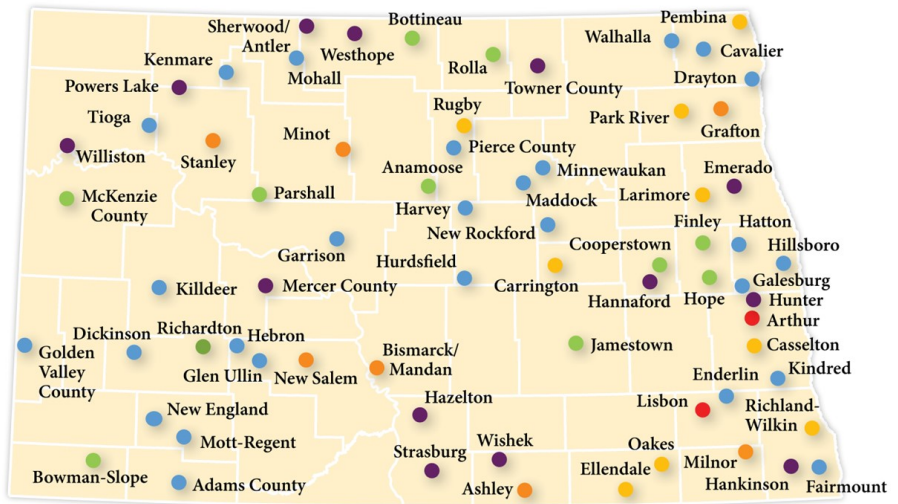 Pembina
Sherwood/
Antler
Bottineau
Westhope
Walhalla
Cavalier
Kenmare
Mohall
Rolla
Towner County
Drayton
Powers Lake
Rugby
Park River
Grafton
Tioga
Minot
Williston
Stanley
Pierce County
Anamoose
Minnewaukan
Emerado
McKenzie
County
Parshall
Maddock
Larimore
Harvey
New Rockford
Finley
Hatton
Garrison
Cooperstown
Hillsboro
Hurdsfield
Killdeer
Mercer County
Carrington
Hannaford
Hope
Galesburg
Hunter
Arthur
Dickinson
Richardton
Hebron
Golden
Valley
County
Glen Ullin
New Salem
Bismarck/
Mandan
Jamestown
Casselton
Enderlin
Kindred
New England
Hazelton
Lisbon
Richland-
Wilkin
Mott-Regent
Strasburg
Wishek
Oakes
Bowman-Slope
Adams County
Ashley
Ellendale
Milnor
Hankinson
Fairmount